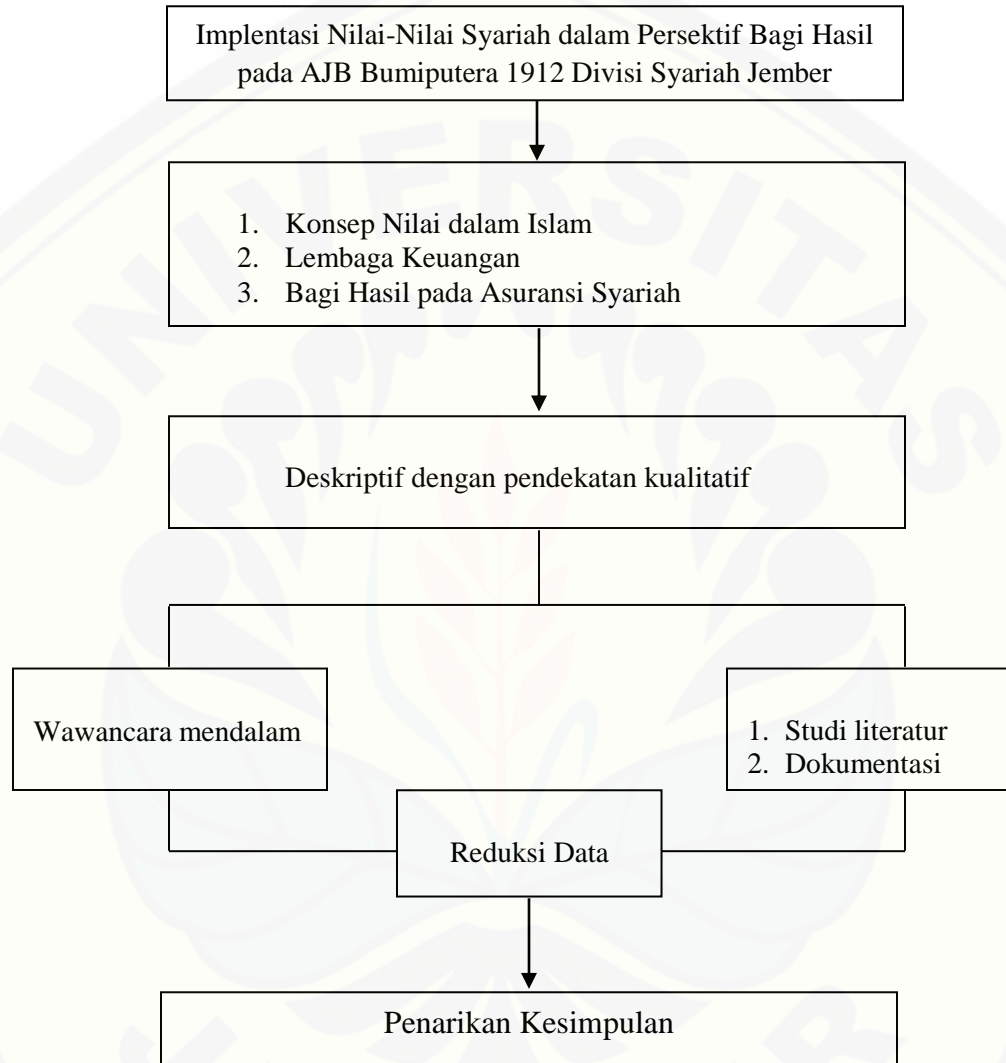 Implentasi Nilai-Nilai Syariah dalam Persektif Bagi Hasil
pada AJB Bumiputera 1912 Divisi Syariah Jember
1. Konsep Nilai dalam Islam
2. Lembaga Keuangan
3. Bagi Hasil pada Asuransi Syariah
Deskriptif dengan pendekatan kualitatif
Wawancara mendalam
1. Studi literatur
2. Dokumentasi
Reduksi Data
Penarikan Kesimpulan
UNIVERSITAS